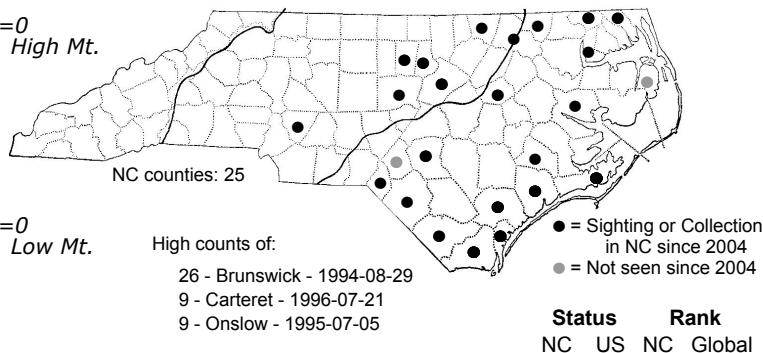 =0
High Mt.
NC counties: 25
=0
Low Mt.
High counts of:
26 - Brunswick - 1994-08-29
9 - Carteret - 1996-07-21
9 - Onslow - 1995-07-05
● = Sighting or Collection
in NC since 2004
● = Not seen since 2004
Status Rank
NC US NC Global